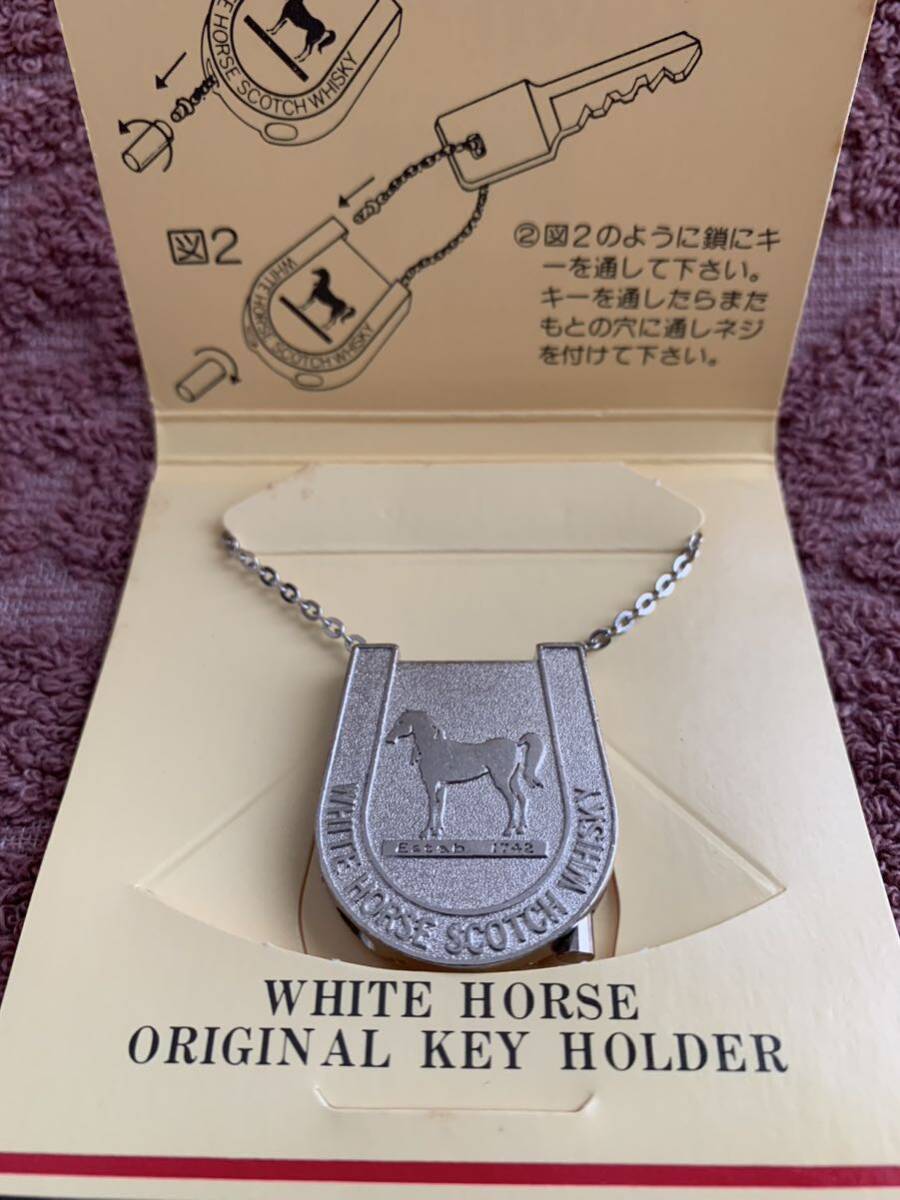 WHITE HORSE SCOTCH WHISKY
図2
WHITE HORSE SCOTCH WHISKY
②図2のように鎖にキ
ーを通して下さい。
キーを通したらまた
もとの穴に通しネジ
を付けて下さい。
Estab. 1742
WHITE HORSE SCOTCH WHISKY
WHITE HORSE
ORIGINAL KEY HOLDER